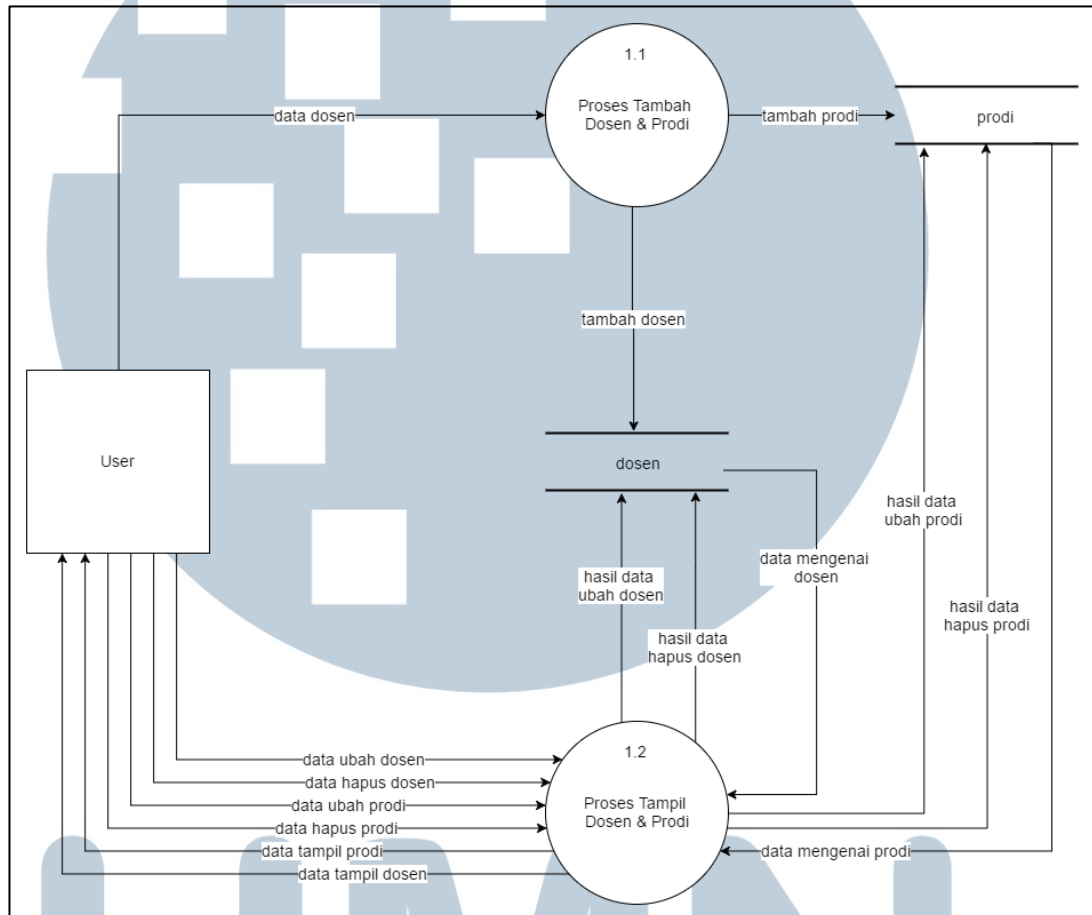 1.1
Proses Tambah
Dosen & Prodi
data dosen
tambah prodi
prodi
tambah dosen
User
dosen
hasil data
ubah prodi
data mengenai
dosen
hasil data
ubah dosen
hasil data
hapus prodi
hasil data
hapus dosen
1.2
Proses Tampil
Dosen & Prodi
data ubah dosen
data hapus dosen
data ubah prodi
data hapus prodi
data tampil prodi
data mengenai prodi
data tampil dosen